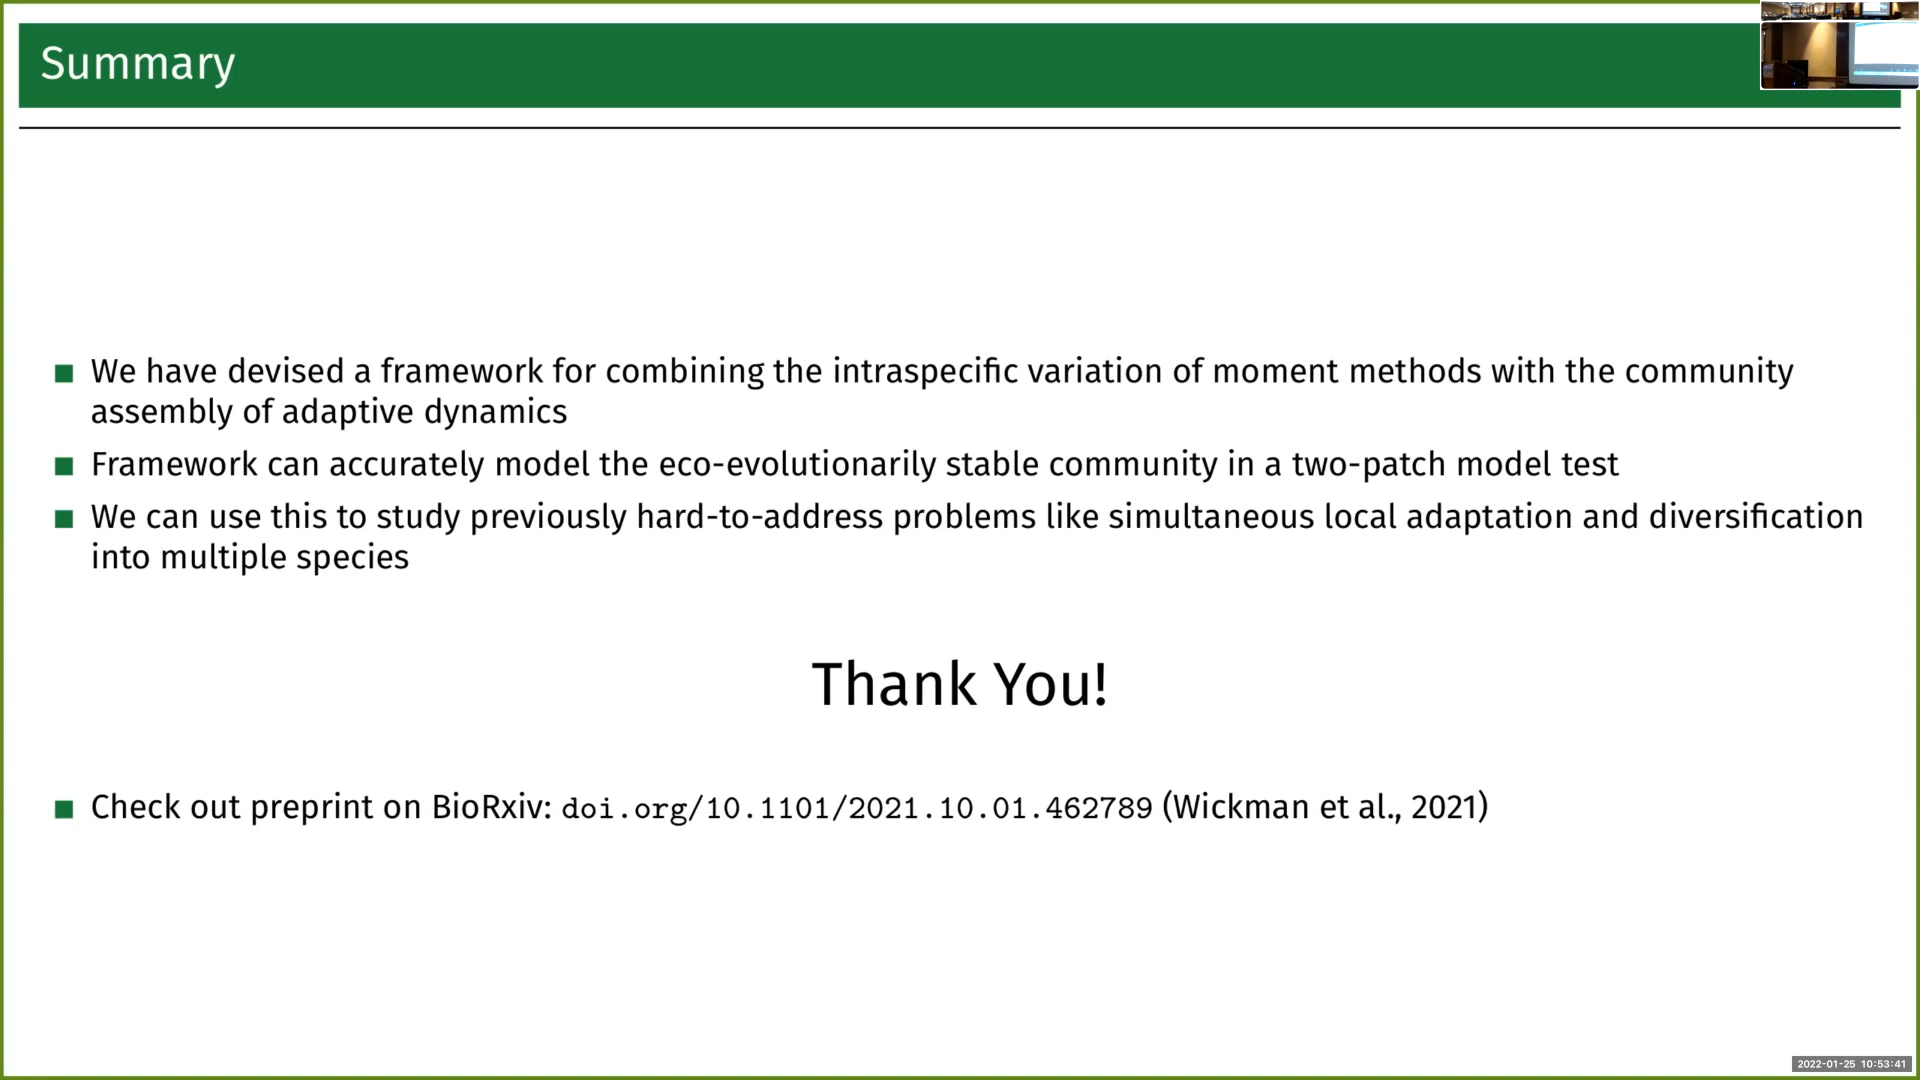 Summary
We have devised a framework for combining the intraspecific variation of moment methods with the community
assembly of adaptive dynamics
Framework can accurately model the eco-evolutionarily stable community in a two-patch model test
We can use this to study previously hard-to-address problems like simultaneous local adaptation and diversification
into multiple species
Thank You!
Check out preprint on BioRxiv: doi.org/10.1101/2021.10.01.462789 (Wickman et al., 2021)
2022-01-25 10:53:41